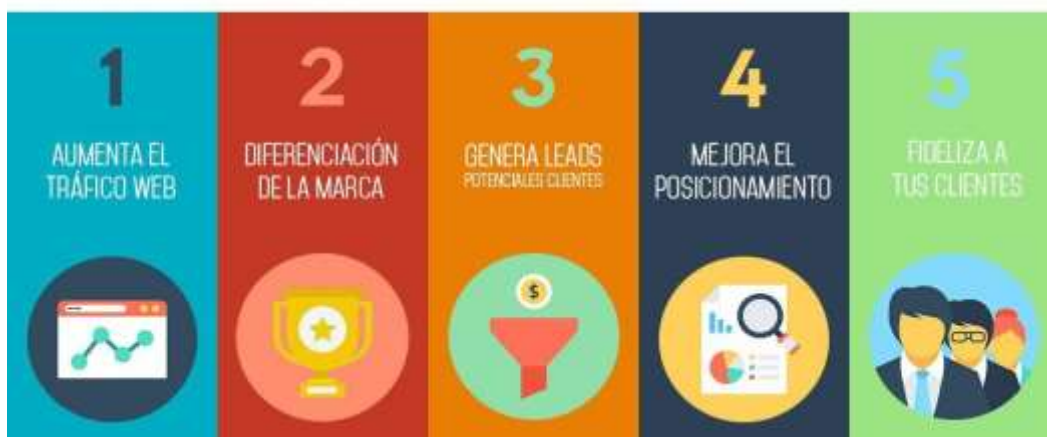 1
AUMENTA EL
TRÁFICO WEB
2
DIFERENCIACIÓN
DE LA MARCA
3
GENERA LEADS
POTENCIALES CLIENTES
4
MEJORA EL
POSICIONAMIENTO
5
FIDELIZA A
TUS CLIENTES
$